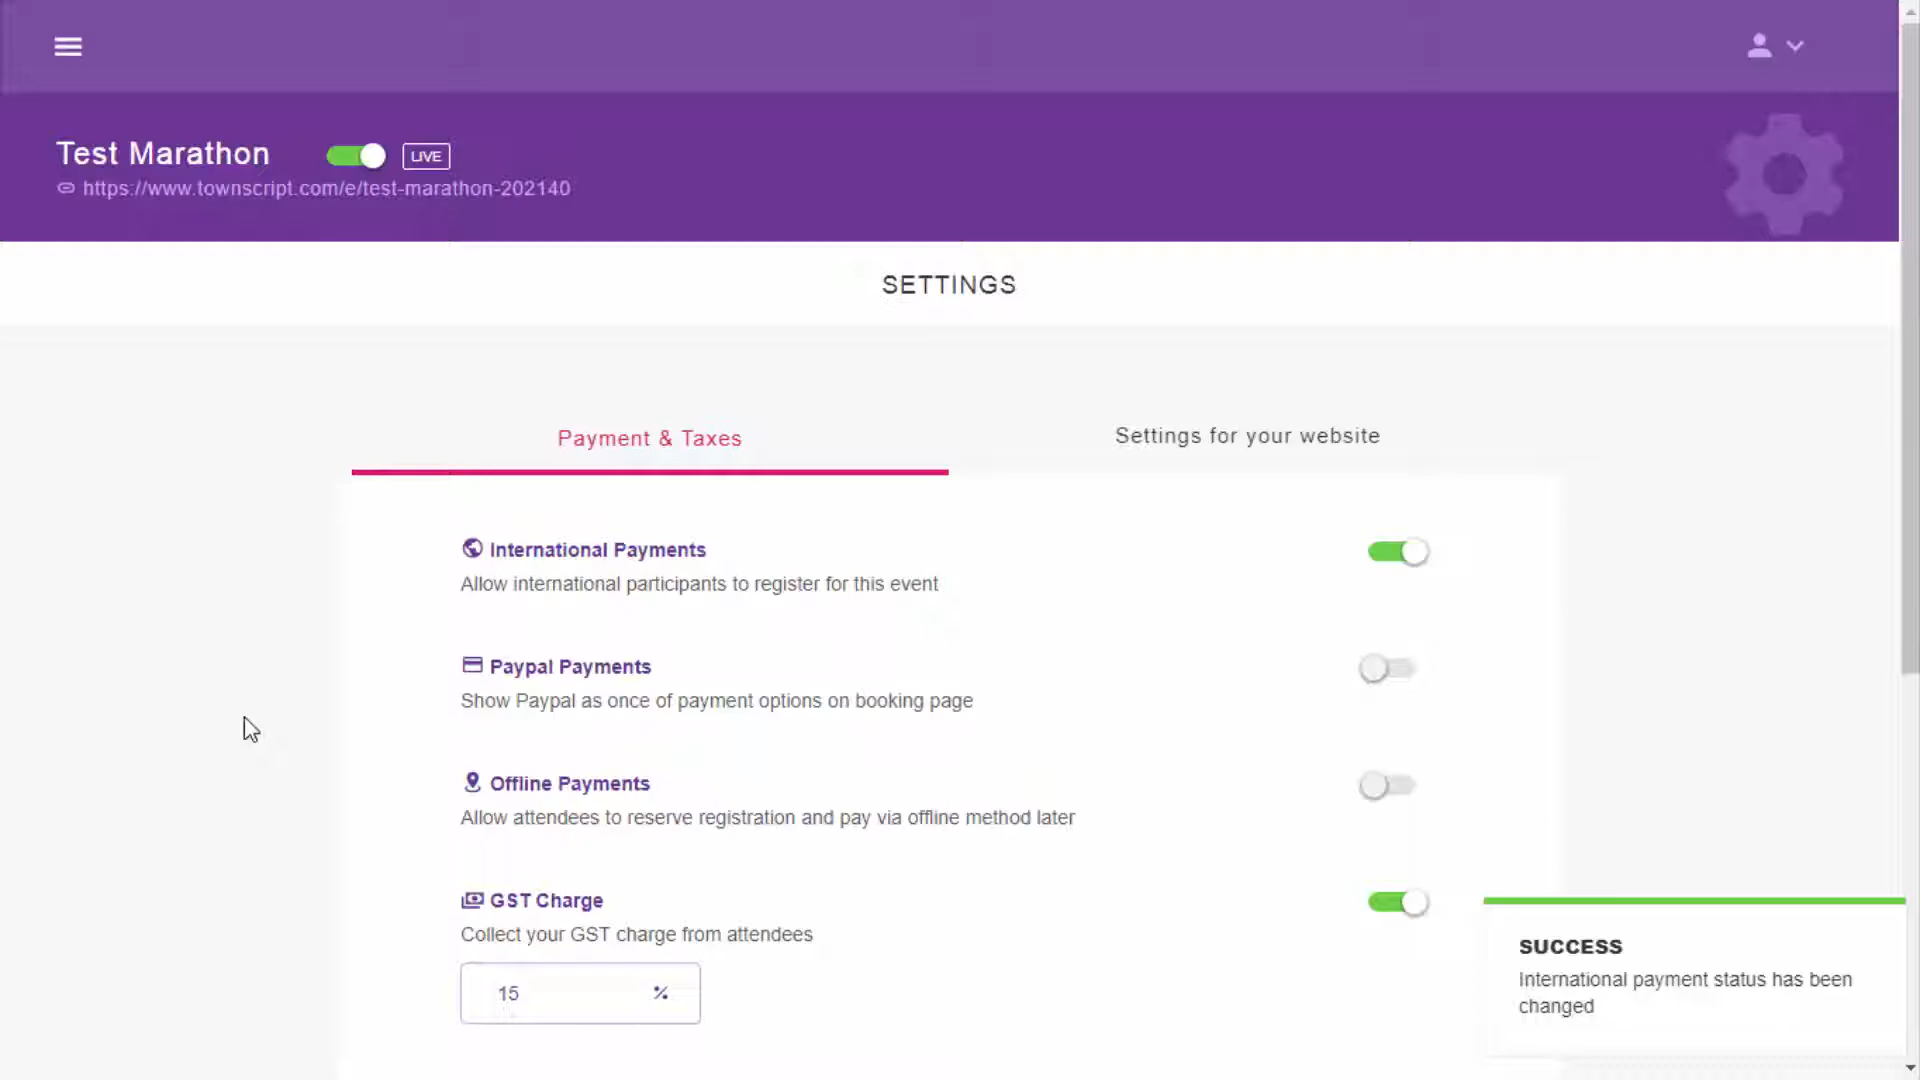 Test Marathon
LIVE
https://www.townscript.com/e/test-marathon-202140
SETTINGS
Payment & Taxes
Settings for your website
International Payments
Allow international participants to register for this event
Paypal Payments
Show Paypal as once of payment options on booking page
Offline Payments
Allow attendees to reserve registration and pay via offline method later
GST Charge
Collect your GST charge from attendees
15 %
SUCCESS
International payment status has been
changed